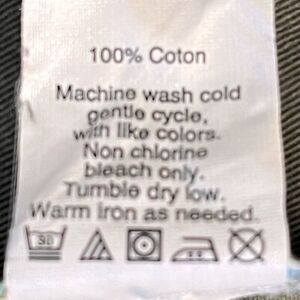 100% Coton
Machine wash cold
gentle cycle,
with like colors.
Non chlorine
bleach only.
Tumble dry low.
Warm iron as needed.
30